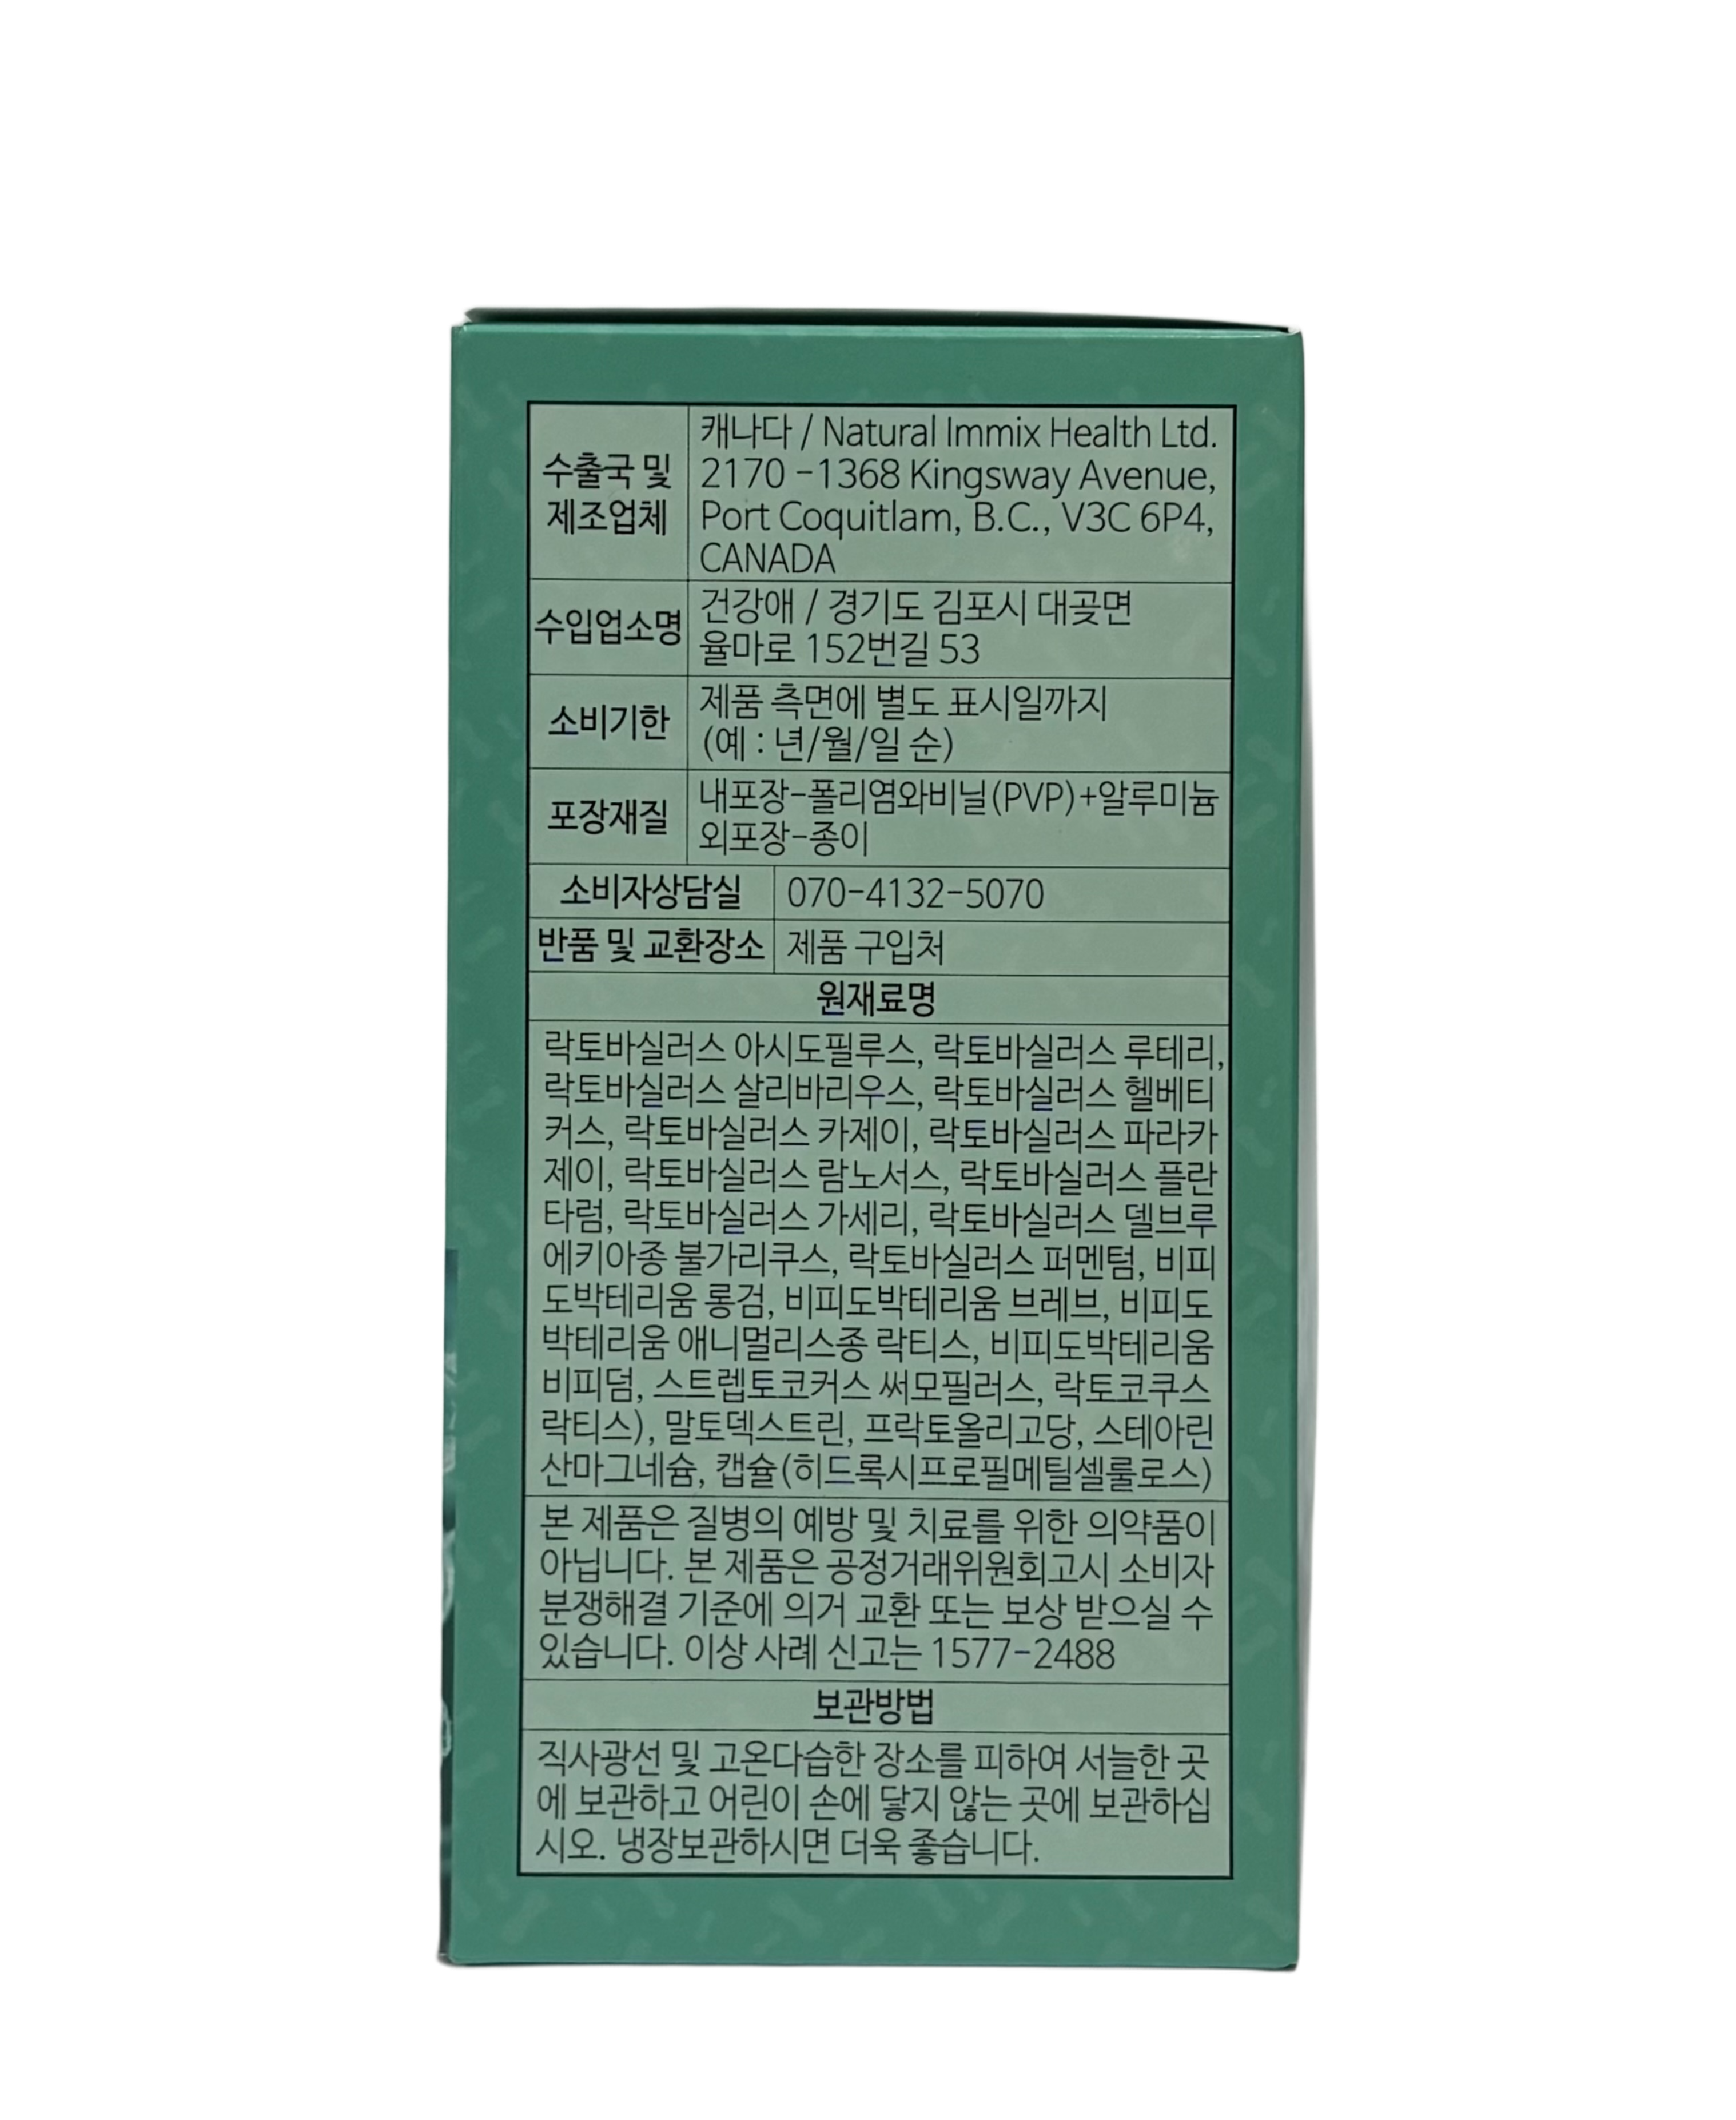 수출국 및
제조업체
캐나다 / Natural Immix Health Ltd.
2170 -1368 Kingsway Avenue,
Port Coquitlam, B.C., V3C 6P4,
CANADA
수입업소명
건강애 / 경기도 김포시 대곶면
율마로 152번길 53
소비기한
제품 측면에 별도 표시일까지
(예 : 년/월/일 순)
포장재질
내포장-폴리염와비닐(PVP)+알루미늄
외포장-종이
소비자상담실 070-4132-5070
반품 및 교환장소 제품 구입처
원재료명
락토바실러스 아시도필루스, 락토바실러스 루테리,
락토바실러스 살리바리우스, 락토바실러스 헬베티
커스, 락토바실러스 카제이, 락토바실러스 파라카
제이, 락토바실러스 람노서스, 락토바실러스 플란
타럼, 락토바실러스 가세리, 락토바실러스 델브루
에키아종 불가리쿠스, 락토바실러스 퍼멘텀, 비피
도박테리움 롱검, 비피도박테리움 브레브, 비피도
박테리움 애니멀리스종 락티스, 비피도박테리움
비피덤, 스트렙토코커스 써모필러스, 락토코쿠스
락티스), 말토덱스트린, 프락토올리고당, 스테아린
산마그네슘, 캡슐(히드록시프로필메틸셀룰로스)
본 제품은 질병의 예방 및 치료를 위한 의약품이
아닙니다. 본 제품은 공정거래위원회고시 소비자
분쟁해결 기준에 의거 교환 또는 보상 받으실 수
있습니다. 이상 사례 신고는 1577-2488
보관방법
직사광선 및 고온다습한 장소를 피하여 서늘한 곳
에 보관하고 어린이 손에 닿지 않는 곳에 보관하십
시오. 냉장보관하시면 더욱 좋습니다.